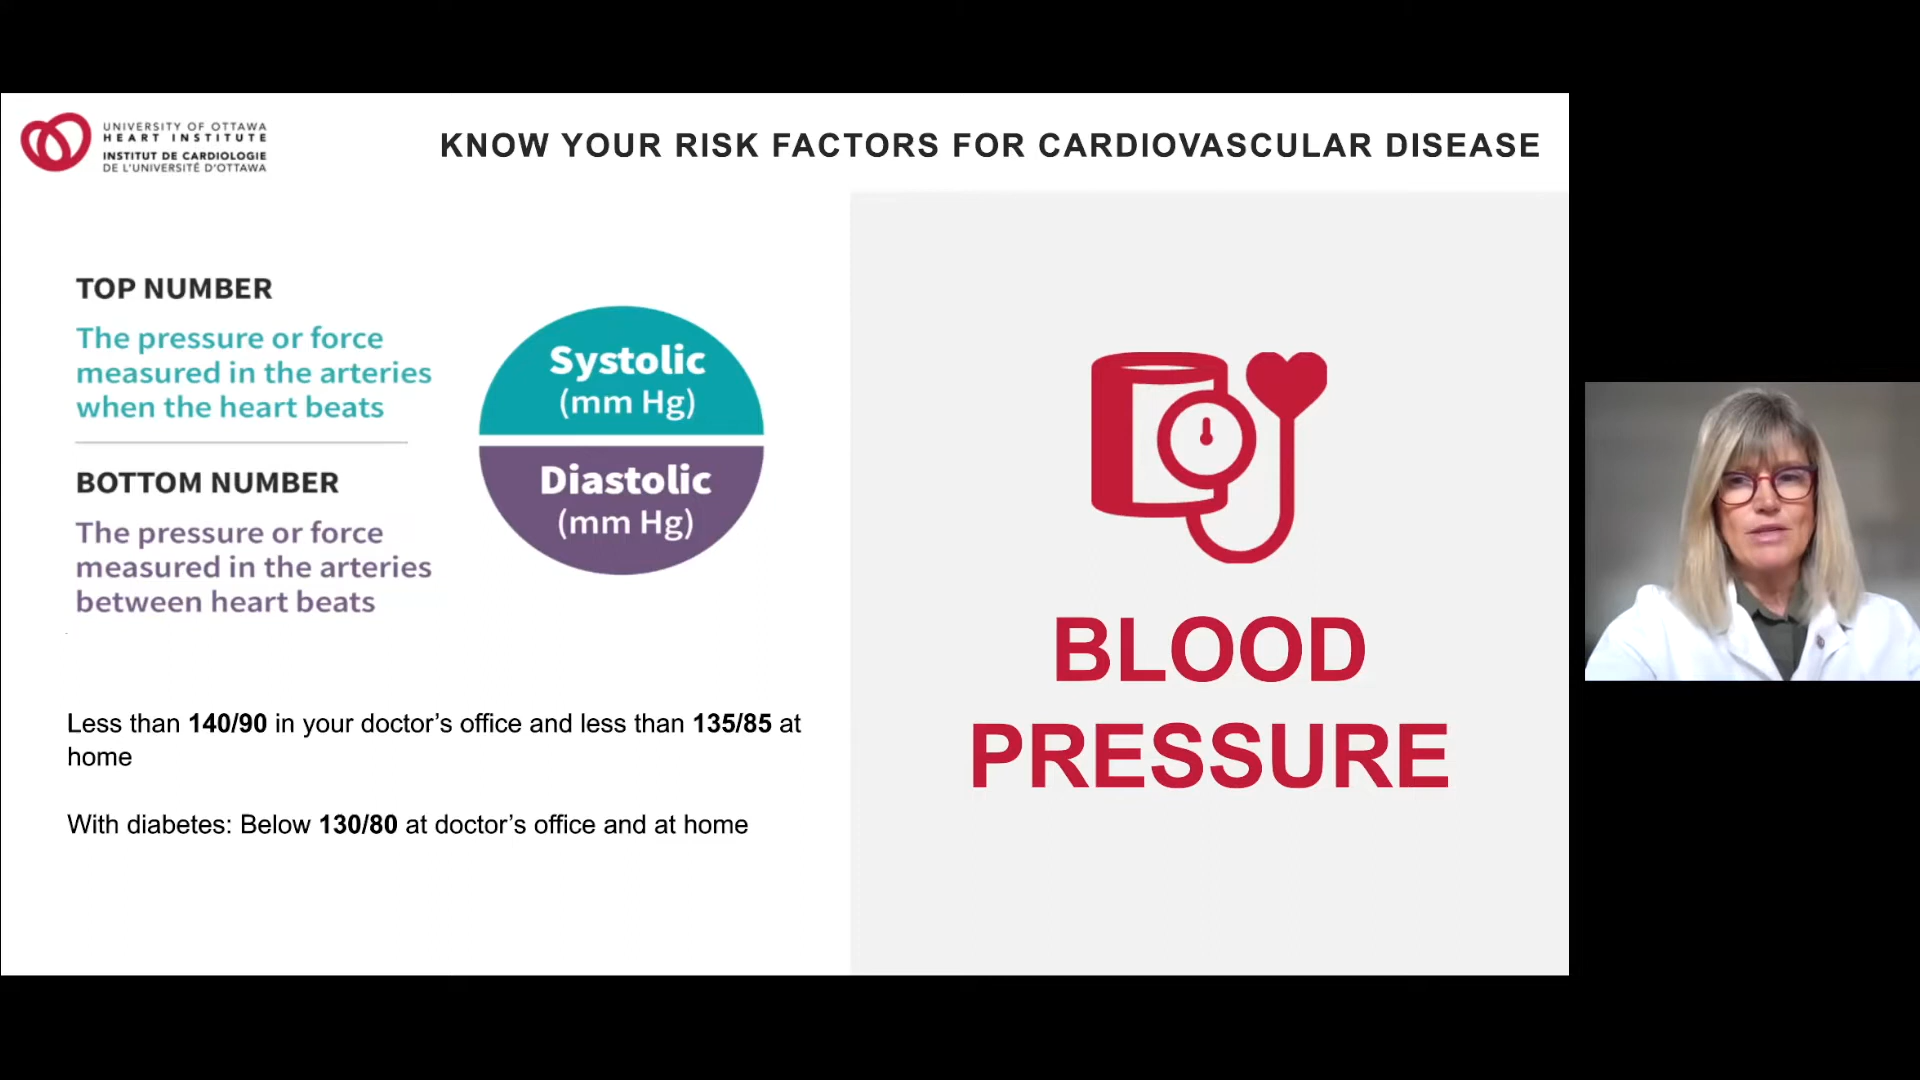 UNIVERSITY OF OTTAWA
HEART INSTITUTE
INSTITUT DE CARDIOLOGIE
DE L'UNIVERSITÉ D'OTTAWA
KNOW YOUR RISK FACTORS FOR CARDIOVASCULAR DISEASE
TOP NUMBER
The pressure or force
measured in the arteries
when the heart beats
Systolic
(mm Hg)
BOTTOM NUMBER
The pressure or force
measured in the arteries
between heart beats
Diastolic
(mm Hg)
Less than 140/90 in your doctor’s office and less than 135/85 at
home
With diabetes: Below 130/80 at doctor’s office and at home
BLOOD
PRESSURE